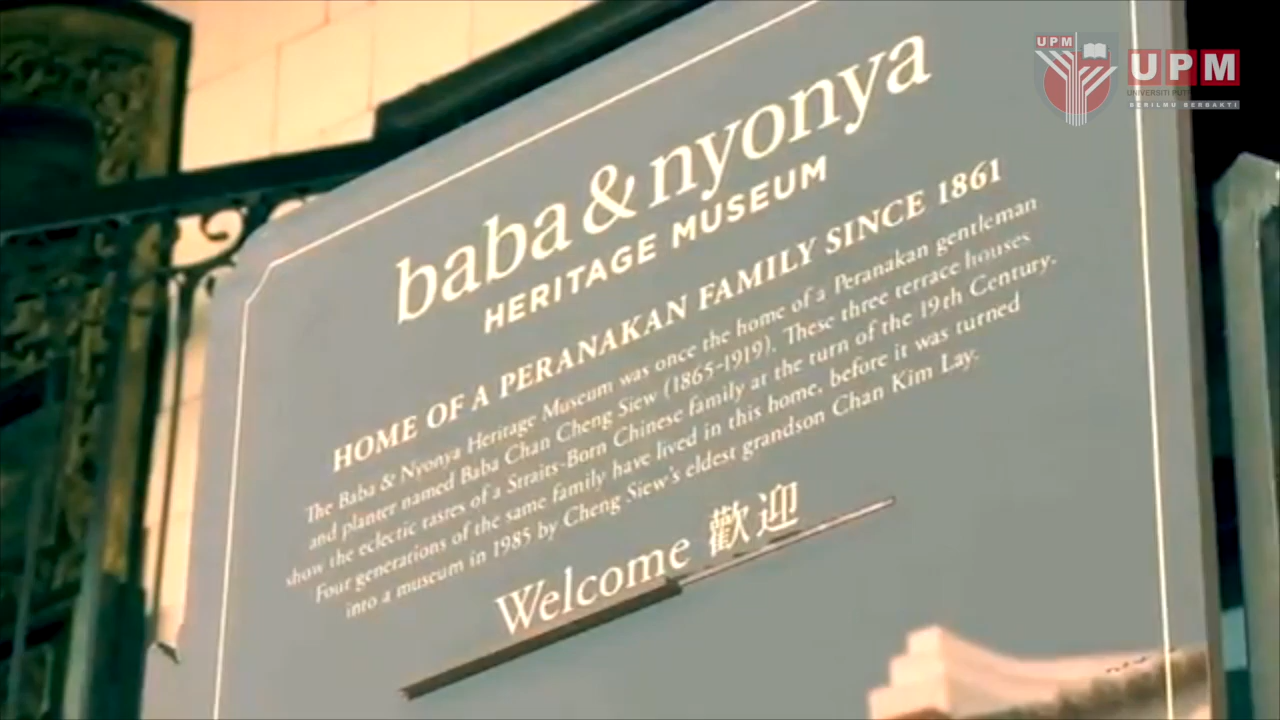 UPM
UPM
UNIVERSITI PUTRA
BERILMU BERBAKTI
baba & nyonya
HERITAGE MUSEUM
HOME OF A PERANAKAN FAMILY SINCE 1861
The Baba & Nyonya Heritage Museum was once the home of a Peranakan gentleman
and planter named Baba Chan Cheng Siew (1865-1919). These three terrace houses
show the eclectic tastes of a Straits-Born Chinese family at the turn of the 19th Century.
Four generations of the same family have lived in this home, before it was turned
into a museum in 1985 by Cheng Siew's eldest grandson Chan Kim Lay.
Welcome 歡迎